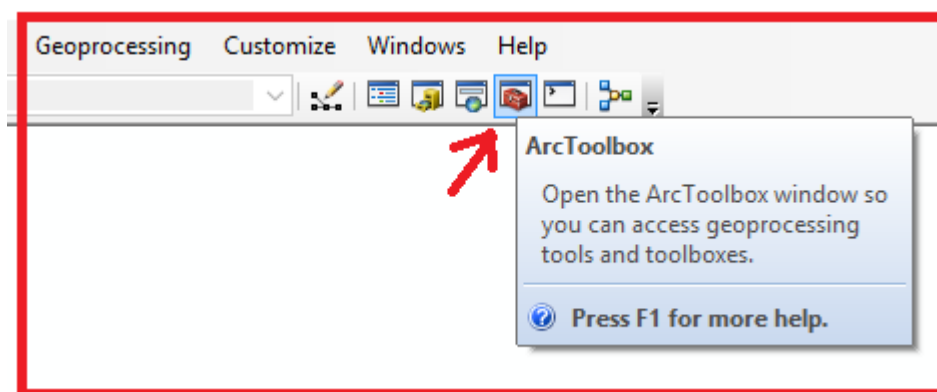 Geoprocessing Customize Windows Help
ArcToolbox
Open the ArcToolbox window so
you can access geoprocessing
tools and toolboxes.
Press F1 for more help.